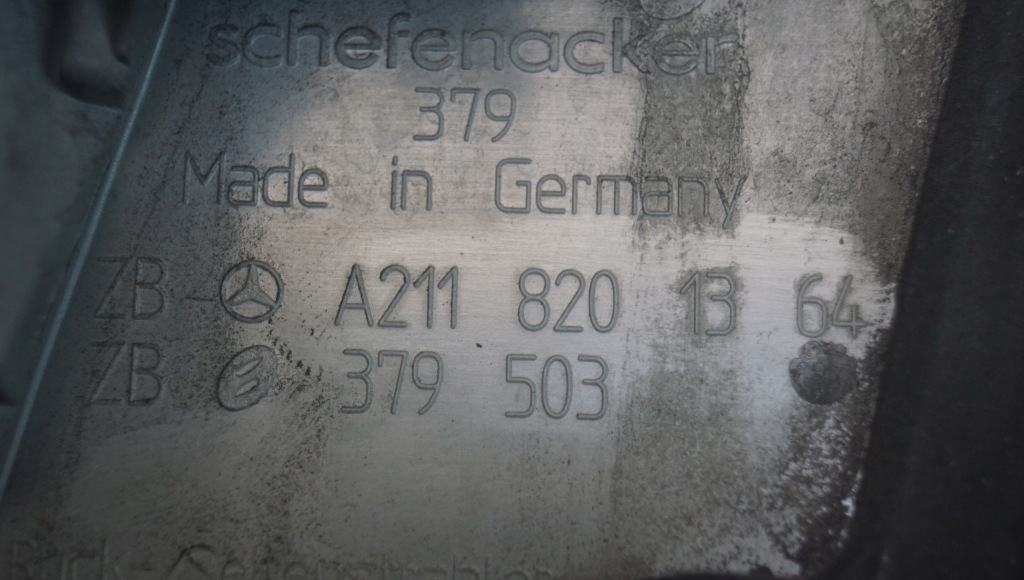 schefenacker
379
Made in Germany
ZB - A211 820 13 64
ZB 379 503